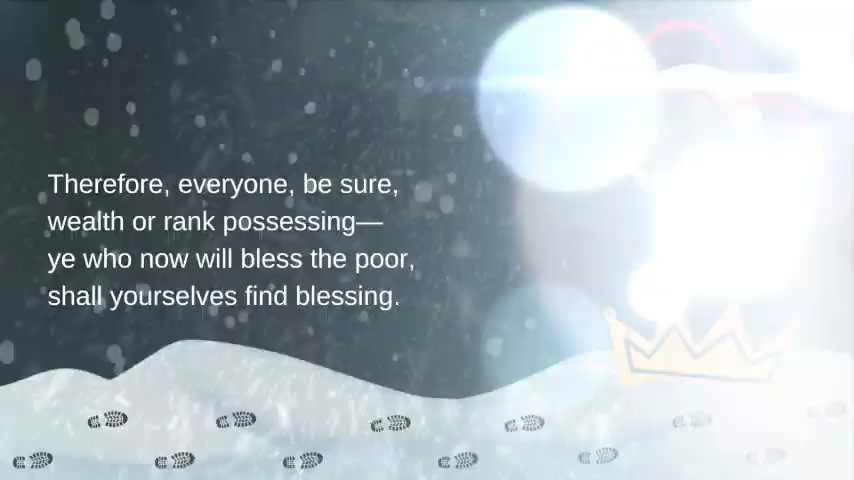 Therefore, everyone, be sure,
wealth or rank possessing—
ye who now will bless the poor,
shall yourselves find blessing.